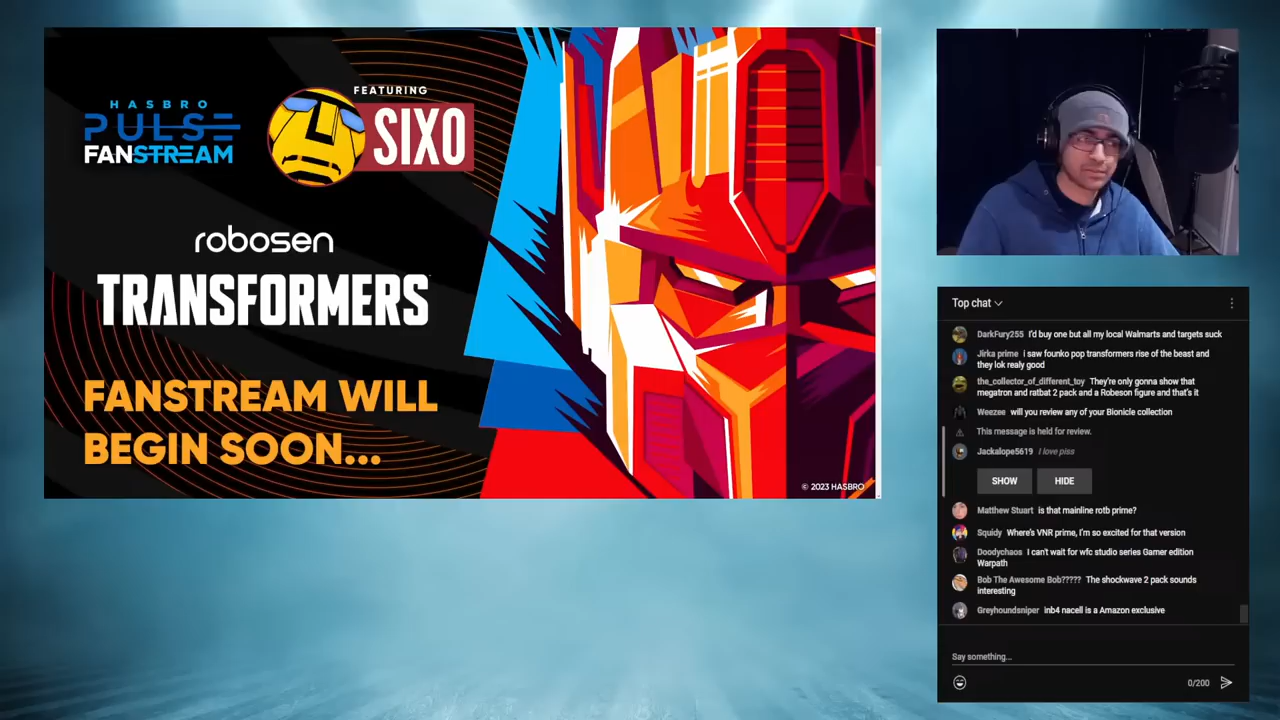 HASBRO
PULSE
FANSTREAM
FEATURING
SIXO
robosen
TRANSFORMERS
FANSTREAM WILL
BEGIN SOON...
© 2023 HASBRO
Top chat
DarkFury255 I'd buy one but all my local Walmarts and targets suck
Jirka prime i saw founko pop transformers rise of the beast and
they lok realy good
the_collector_of_different_toy They're only gonna show that
megatron and ratbat 2 pack and a Robeson figure and that's it
Weezee will you review any of your Bionicle collection
This message is held for review.
Jackalope5619 I love piss
SHOW HIDE
Matthew Stuart is that mainline rotb prime?
Squidy Where's VNR prime, I'm so excited for that version
Doodychaos I can't wait for wfc studio series Gamer edition
Warpath
Bob The Awesome Bob????? The shockwave 2 pack sounds
interesting
Greyhoundsniper inb4 nacell is a Amazon exclusive
Say something...
0/200